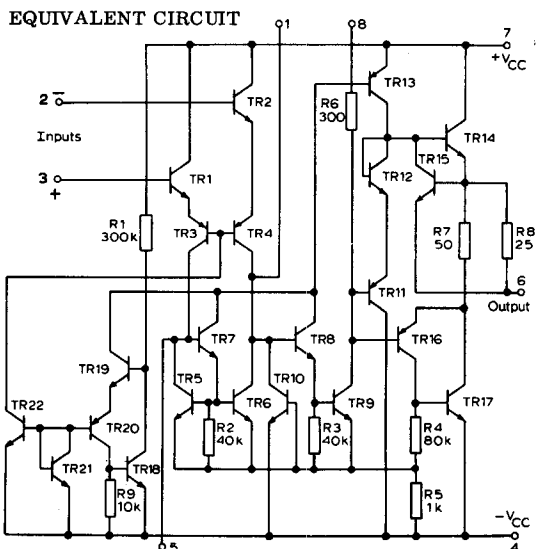 EQUIVALENT CIRCUIT
1
8
7
+VCC
2 −
TR2
Inputs
3
+
TR1
R6
300
TR13
TR14
TR15
TR12
R1
300k
TR3
TR4
R7
50
R8
25
6
Output
TR11
TR7
TR8
TR16
TR19
TR5
TR6
TR10
TR9
TR17
TR22
TR20
R2
40k
R3
40k
R4
80k
TR21
TR18
R9
10k
R5
1k
−VCC
5
4